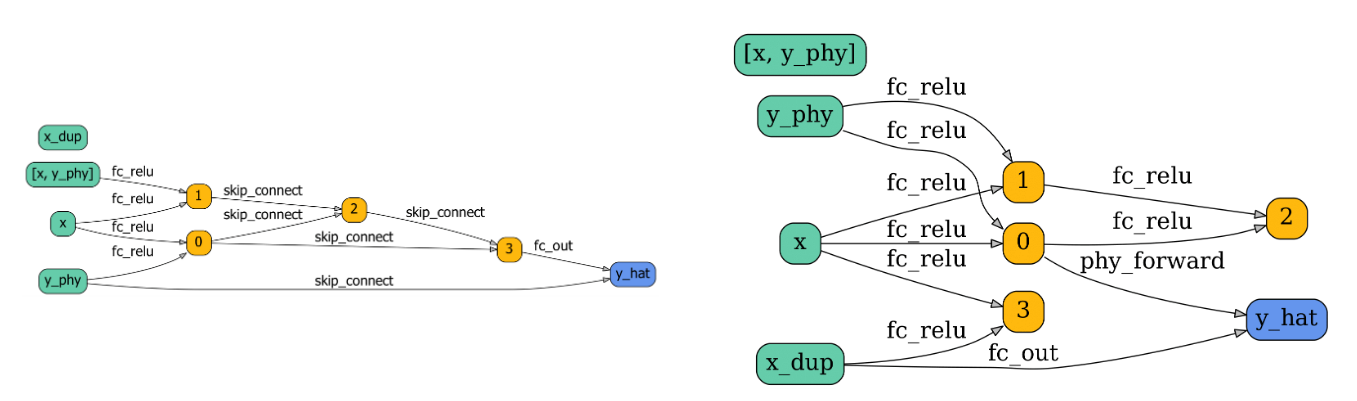 x_dup
[x, y_phy]
fc_relu
1
skip_connect
fc_relu
x
fc_relu
skip_connect
2
skip_connect
0
skip_connect
3
fc_out
fc_relu
y_phy
skip_connect
y_hat
[x, y_phy]
fc_relu
y_phy
fc_relu
fc_relu
1
fc_relu
2
x
fc_relu
0
fc_relu
fc_relu
phy_forward
3
y_hat
fc_relu
fc_out
x_dup